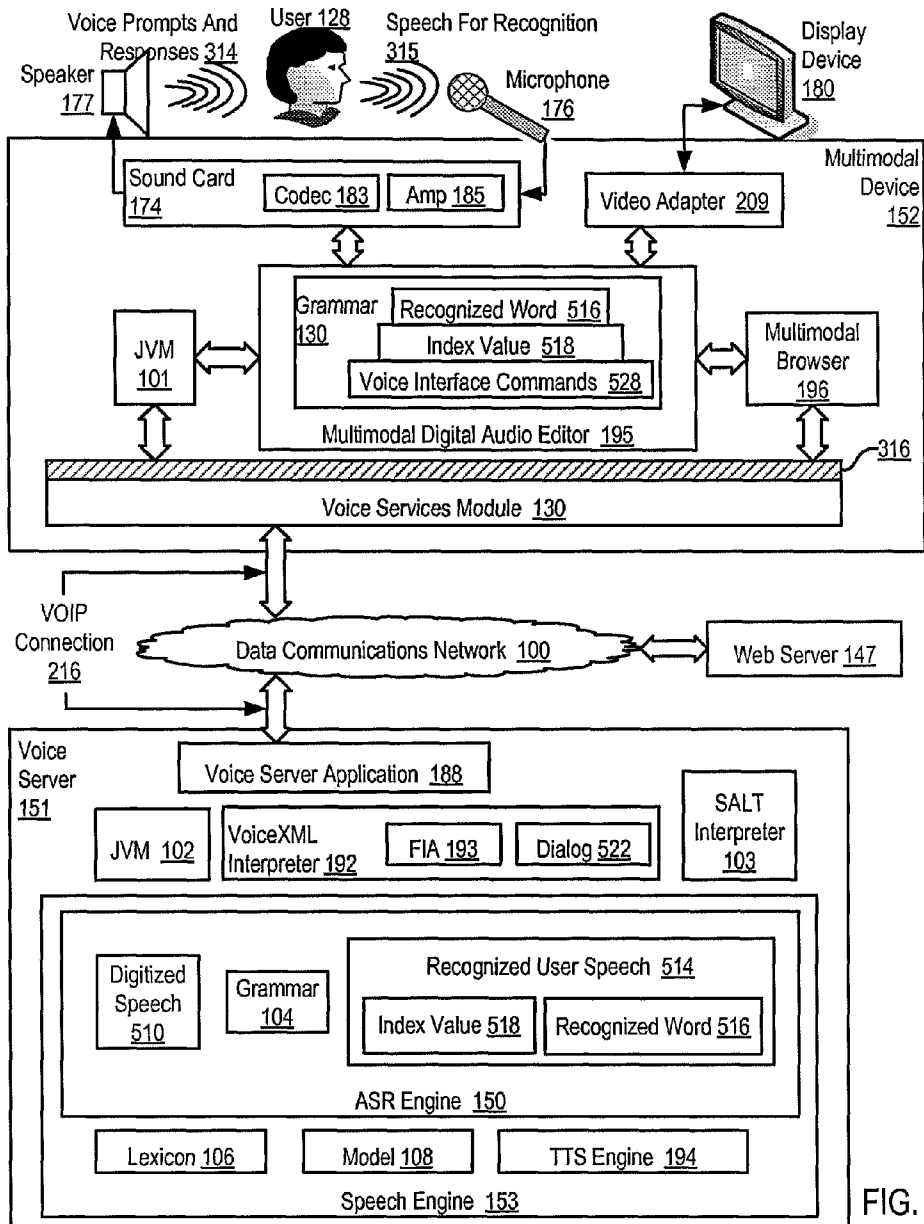 Voice Prompts And
Responses 314
User 128
Speech For Recognition
315
Speaker
177
Microphone
176
Display
Device
180
Multimodal
Device
152
Sound Card
174
Codec 183
Amp 185
Video Adapter 209
Grammar
130
Recognized Word 516
Index Value 518
Voice Interface Commands 528
Multimodal Digital Audio Editor 195
JVM
101
Multimodal
Browser
196
316
Voice Services Module 130
VOIP
Connection
216
Data Communications Network 100
Web Server 147
Voice
Server
151
Voice Server Application 188
JVM 102
VoiceXML
Interpreter 192
FIA 193
Dialog 522
SALT
Interpreter
103
Digitized
Speech
510
Grammar
104
Recognized User Speech 514
Index Value 518
Recognized Word 516
ASR Engine 150
Lexicon 106
Model 108
TTS Engine 194
Speech Engine 153
FIG.